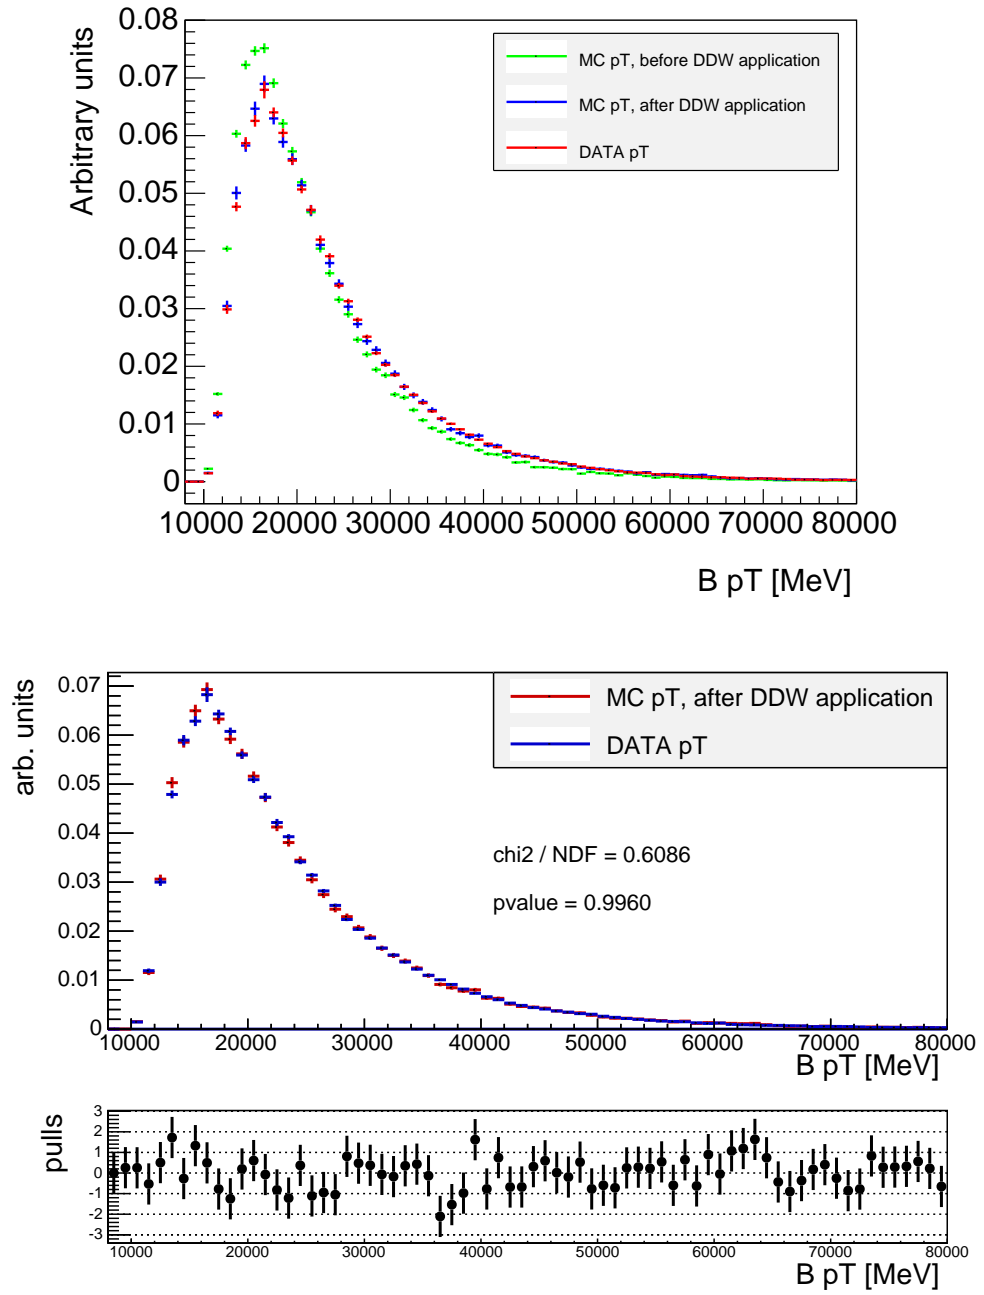 0.08
0.07
0.06
0.05
0.04
0.03
0.02
0.01
0
Arbitrary units
MC pT, before DDW application
MC pT, after DDW application
DATA pT
10000 20000 30000 40000 50000 60000 70000 80000
B pT [MeV]
0.07
0.06
0.05
0.04
0.03
0.02
0.01
0
arb. units
MC pT, after DDW application
DATA pT
chi2 / NDF = 0.6086
pvalue = 0.9960
10000 20000 30000 40000 50000 60000 70000 80000
B pT [MeV]
3
2
1
0
-1
-2
-3
pulls
10000 20000 30000 40000 50000 60000 70000 80000
B pT [MeV]